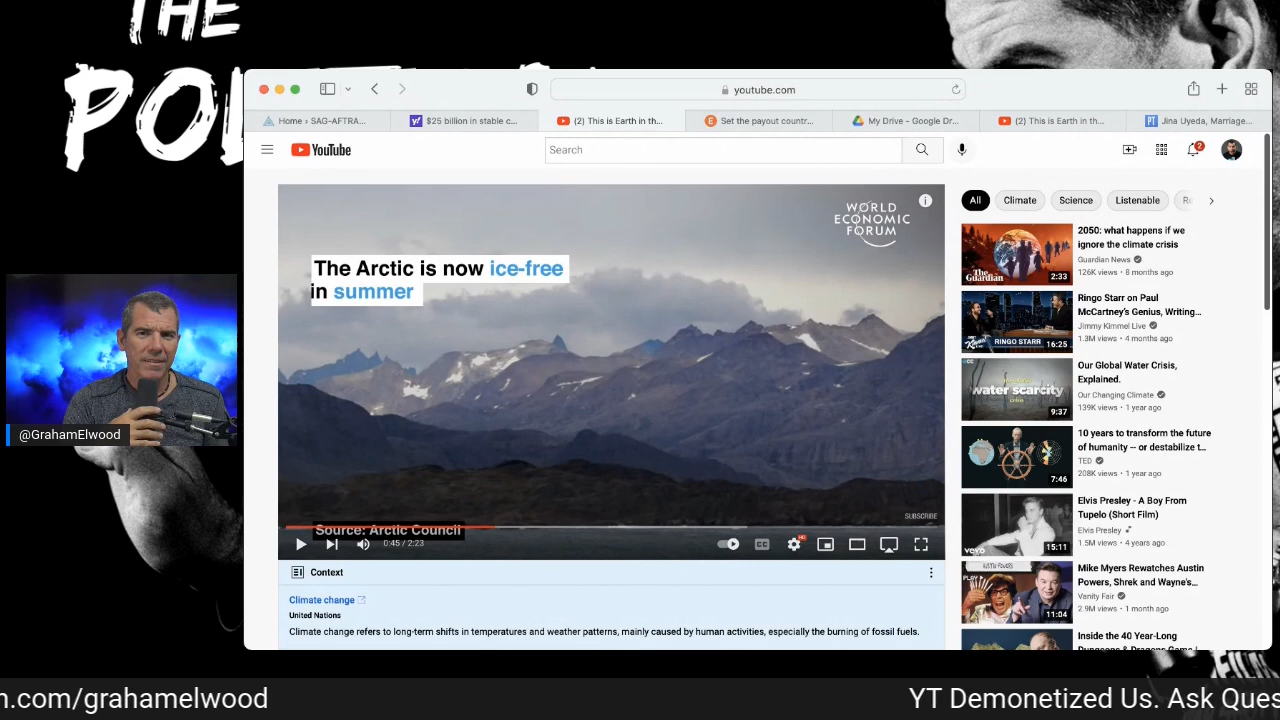 THE
youtube.com
Home › SAG-AFTRA...
$25 billion in stable c...
(2) This is Earth in th...
Set the payout countr...
My Drive – Google Dr...
(2) This is Earth in th...
Jina Uyeda, Marriage...
YouTube
Search
2
WORLD
ECONOMIC
FORUM
The Arctic is now ice-free
in summer
SUBSCRIBE
Source: Arctic Council
0:45 / 2:23
Context
Climate change
United Nations
Climate change refers to long-term shifts in temperatures and weather patterns, mainly caused by human activities, especially the burning of fossil fuels.
All
Climate
Science
Listenable
The
Guardian
2:33
2050: what happens if we
ignore the climate crisis
Guardian News
126K views • 8 months ago
RINGO STARR
16:25
Ringo Starr on Paul
McCartney's Genius, Writing...
Jimmy Kimmel Live
1.3M views • 4 months ago
water scarcity
9:37
Our Global Water Crisis,
Explained.
Our Changing Climate
139K views • 1 year ago
7:46
10 years to transform the future
of humanity -- or destabilize t...
TED
208K views • 1 year ago
vevo
15:11
Elvis Presley - A Boy From
Tupelo (Short Film)
Elvis Presley
1.5M views • 4 years ago
11:04
Mike Myers Rewatches Austin
Powers, Shrek and Wayne's...
Vanity Fair
2.9M views • 1 month ago
Inside the 40 Year-Long
@GrahamElwood
n.com/grahamelwood
YT Demonetized Us. Ask Ques